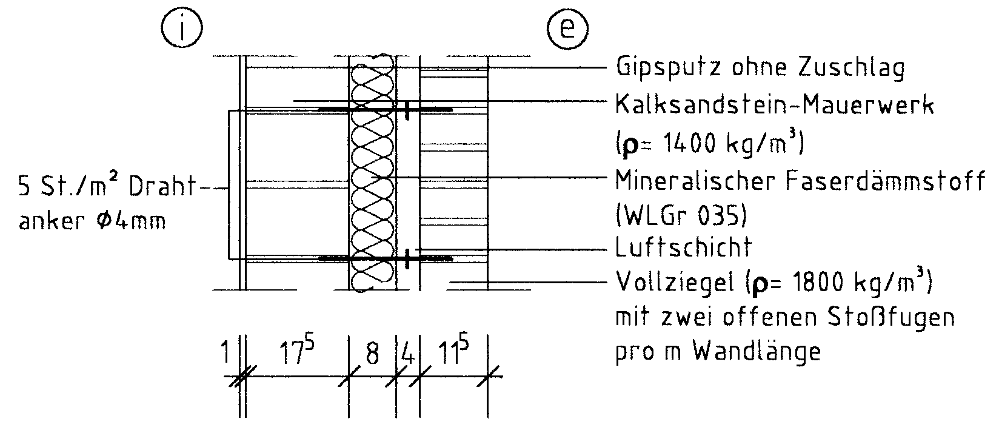 i
e
Gipsputz ohne Zuschlag
Kalksandstein-Mauerwerk
(ρ= 1400 kg/m³)
Mineralischer Faserdämmstoff
(WLGr 035)
Luftschicht
Vollziegel (ρ= 1800 kg/m³)
mit zwei offenen Stoßfugen
pro m Wandlänge
5 St./m² Draht-
anker Φ4mm
1 17⁵ 8 4 11⁵